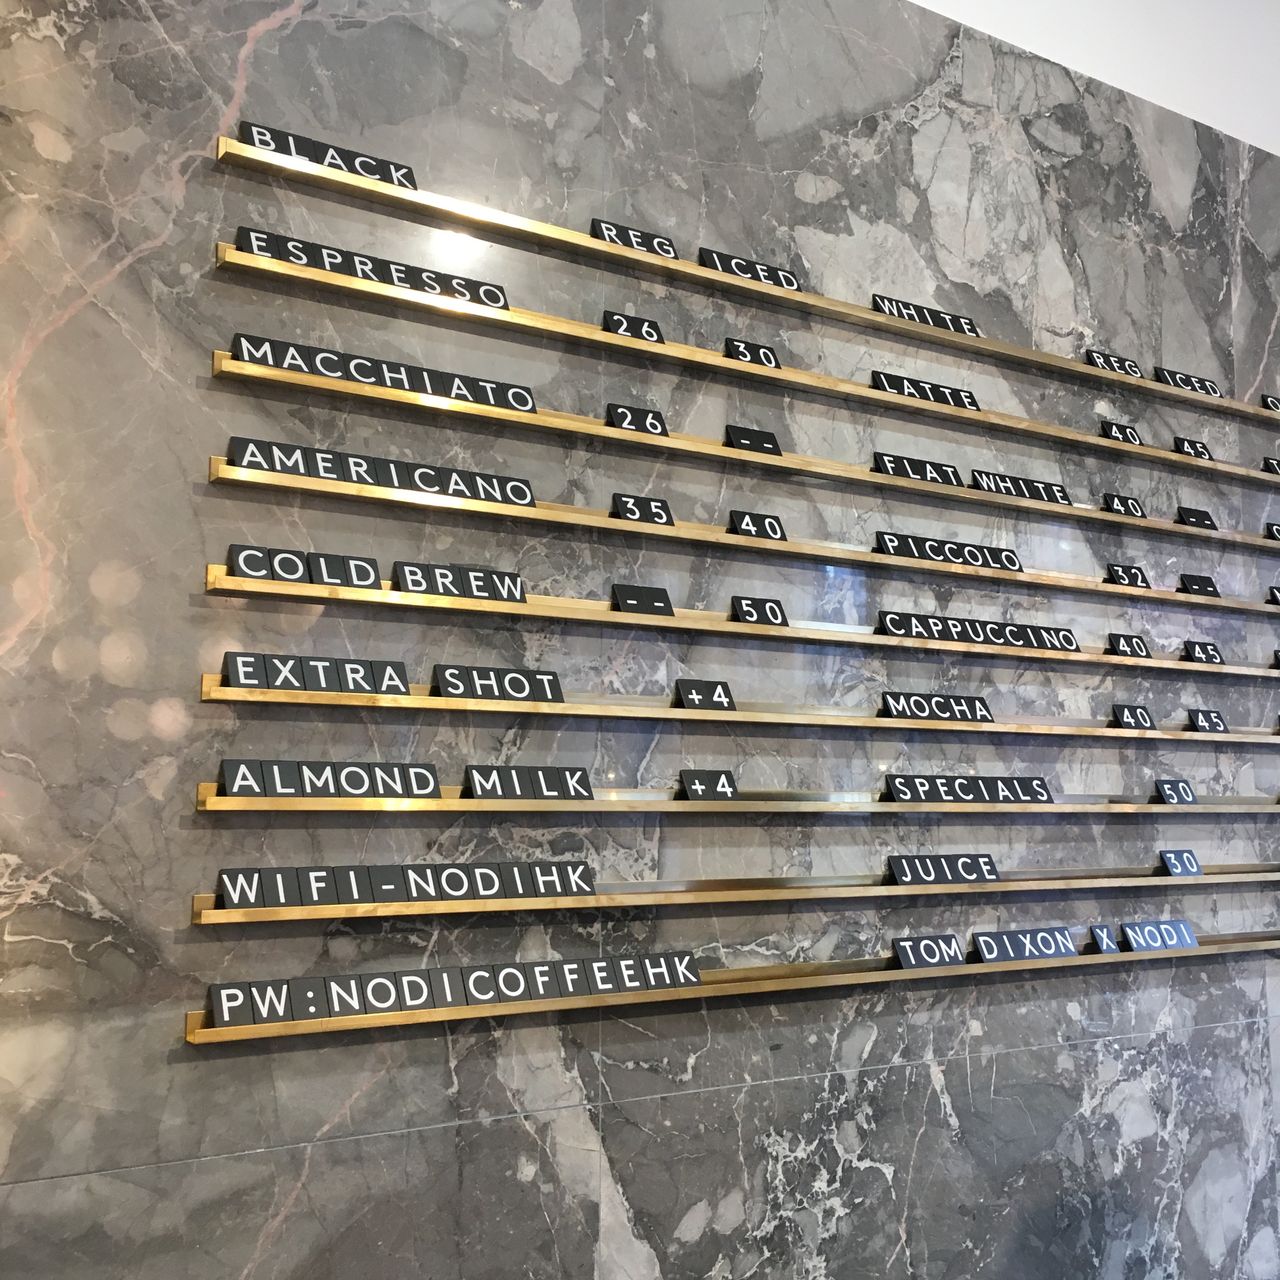 BLACK REG ICED
ESPRESSO 26 30
MACCHIATO 26 --
AMERICANO 35 40
COLD BREW -- 50
EXTRA SHOT +4
ALMOND MILK +4
WIFI-NODIHK
PW:NODICOFFEEHK
WHITE REG ICED
LATTE 40 45
FLAT WHITE 40 --
PICCOLO 32 --
CAPPUCCINO 40 45
MOCHA 40 45
SPECIALS 50
JUICE 30
TOM DIXON X NODI